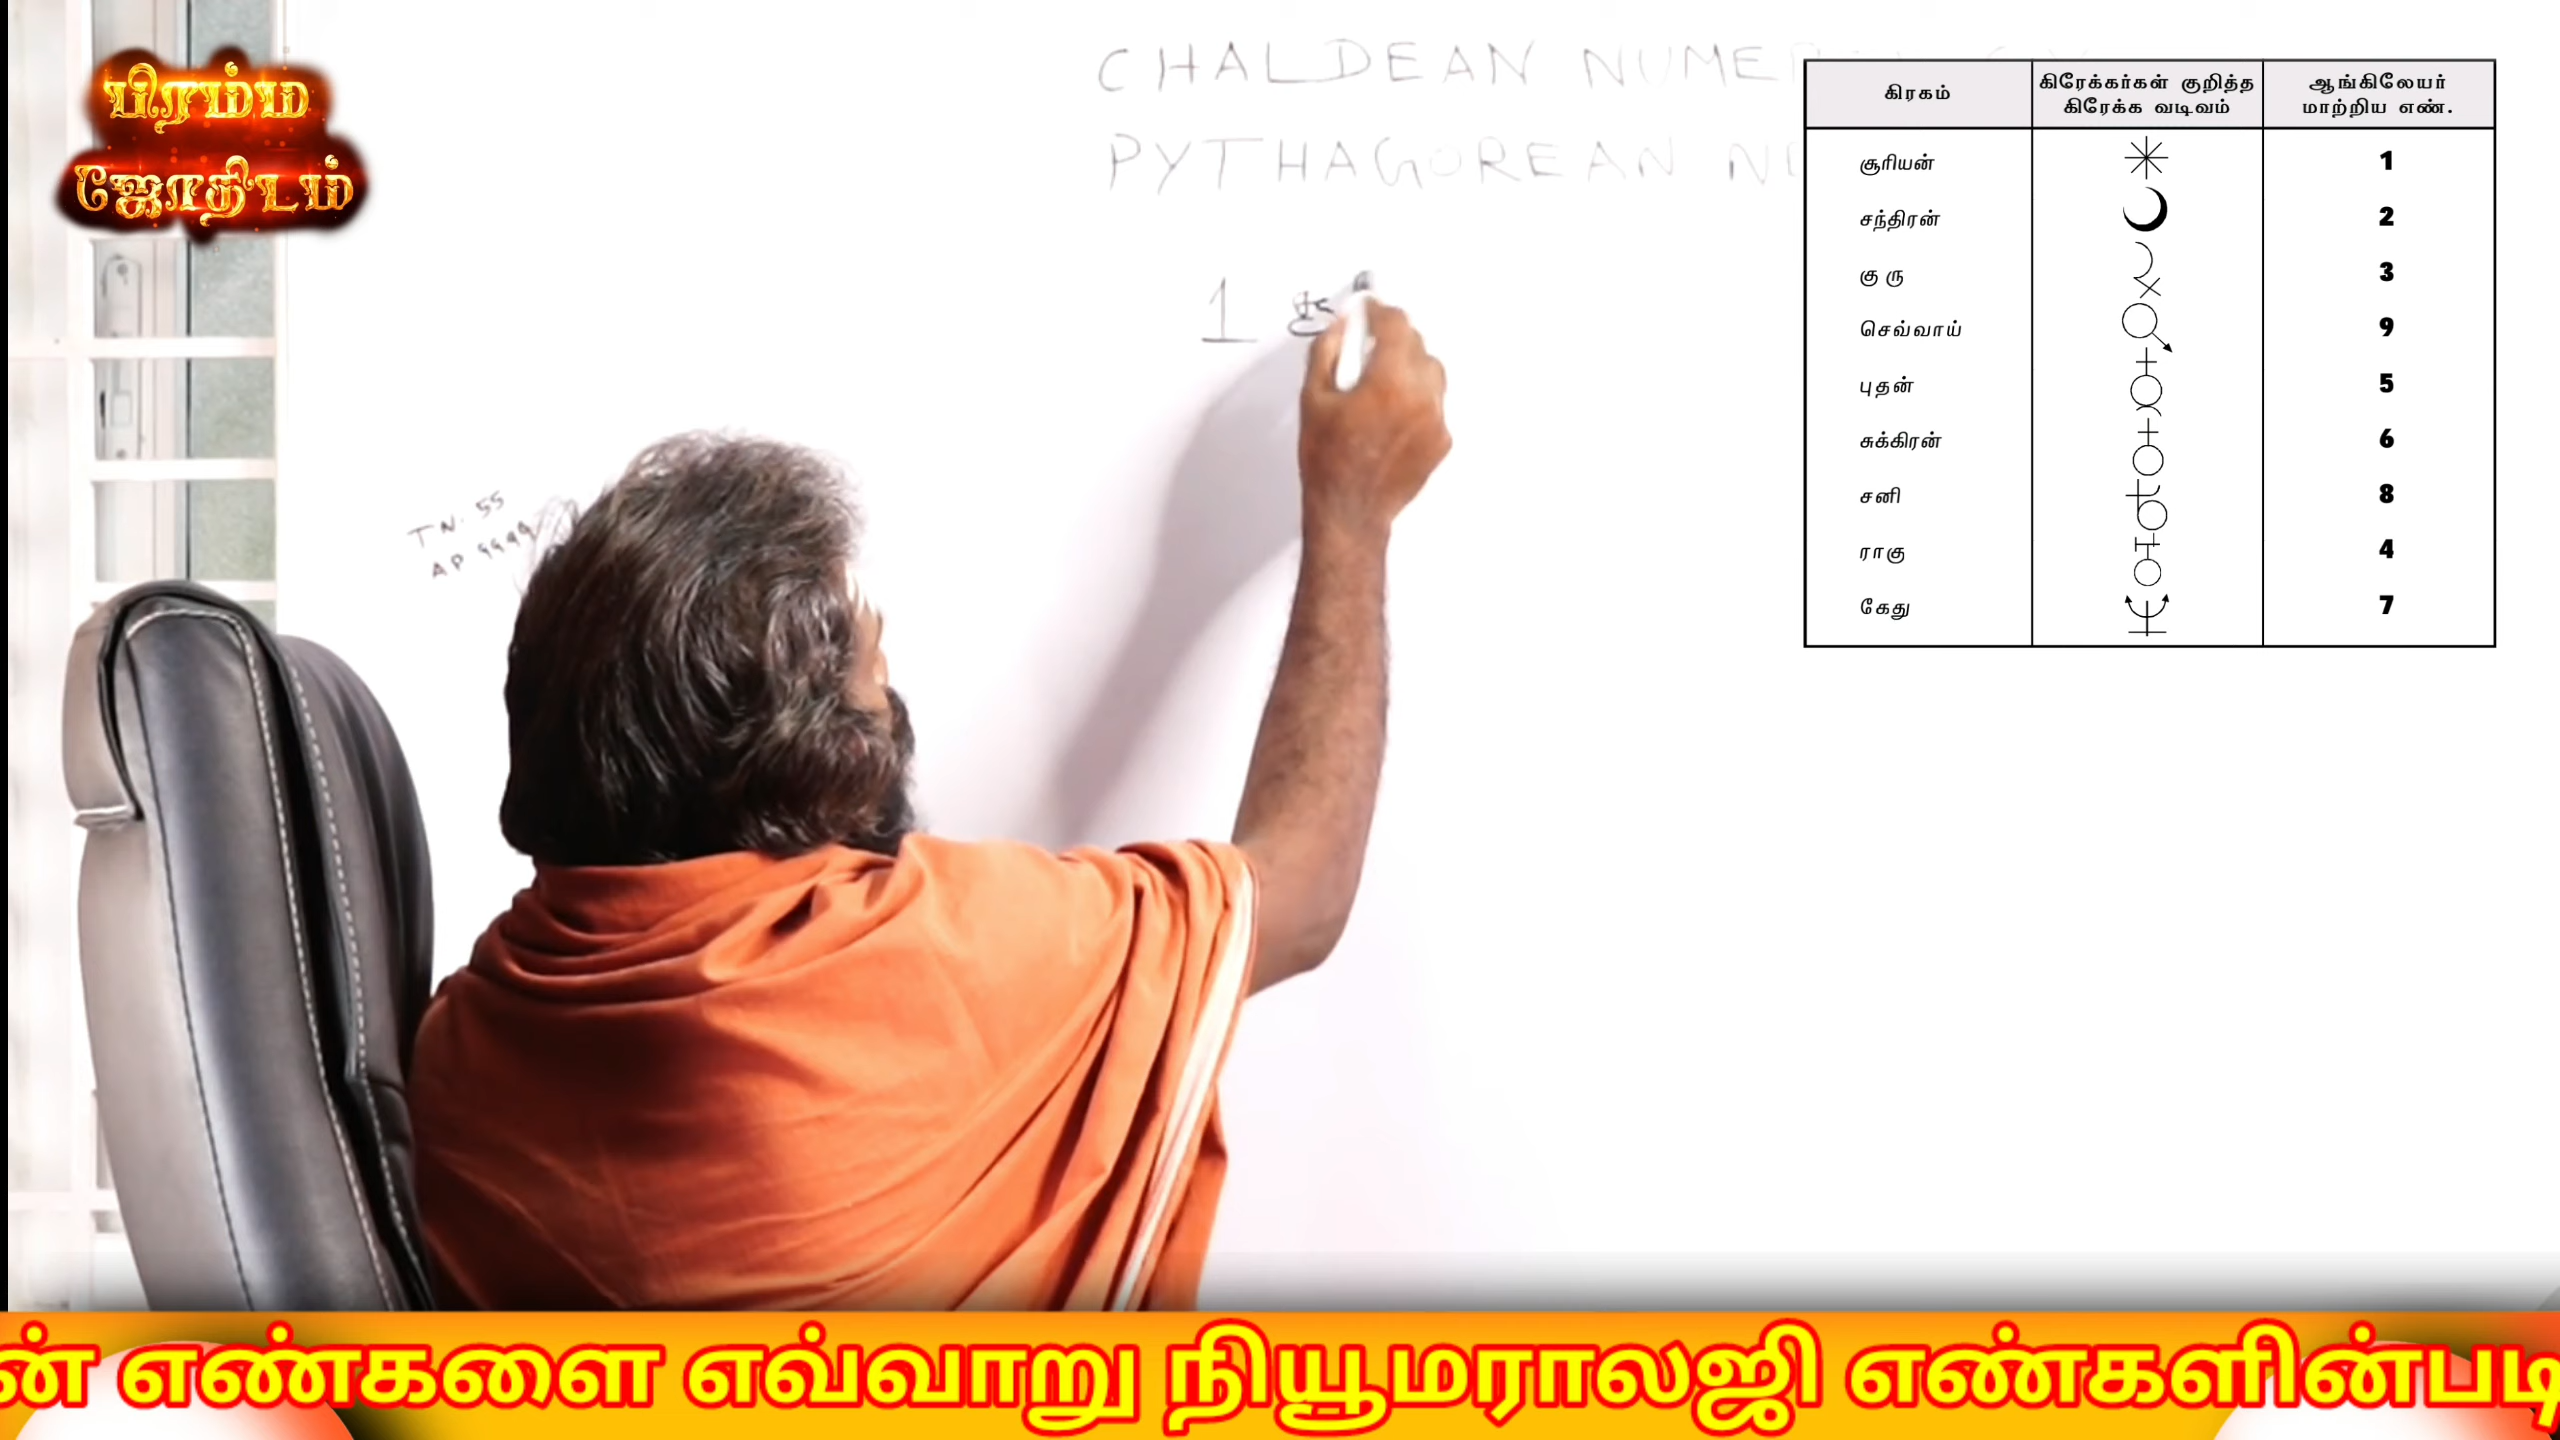 பிரம்ம
ஜோதிடம்
CHALDEAN
PYTHAGOREAN
1
TN. 55
AP 9999
கிரகம் கிரேக்கர்கள் குறித்த கிரேக்க வடிவம் ஆங்கிலேயர் மாற்றிய எண்.
சூரியன் 1
சந்திரன் 2
குரு 3
செவ்வாய் 9
புதன் 5
சுக்கிரன் 6
சனி 8
ராகு 4
கேது 7
எண்களை எவ்வாறு நியூமராலஜி எண்களின்படி